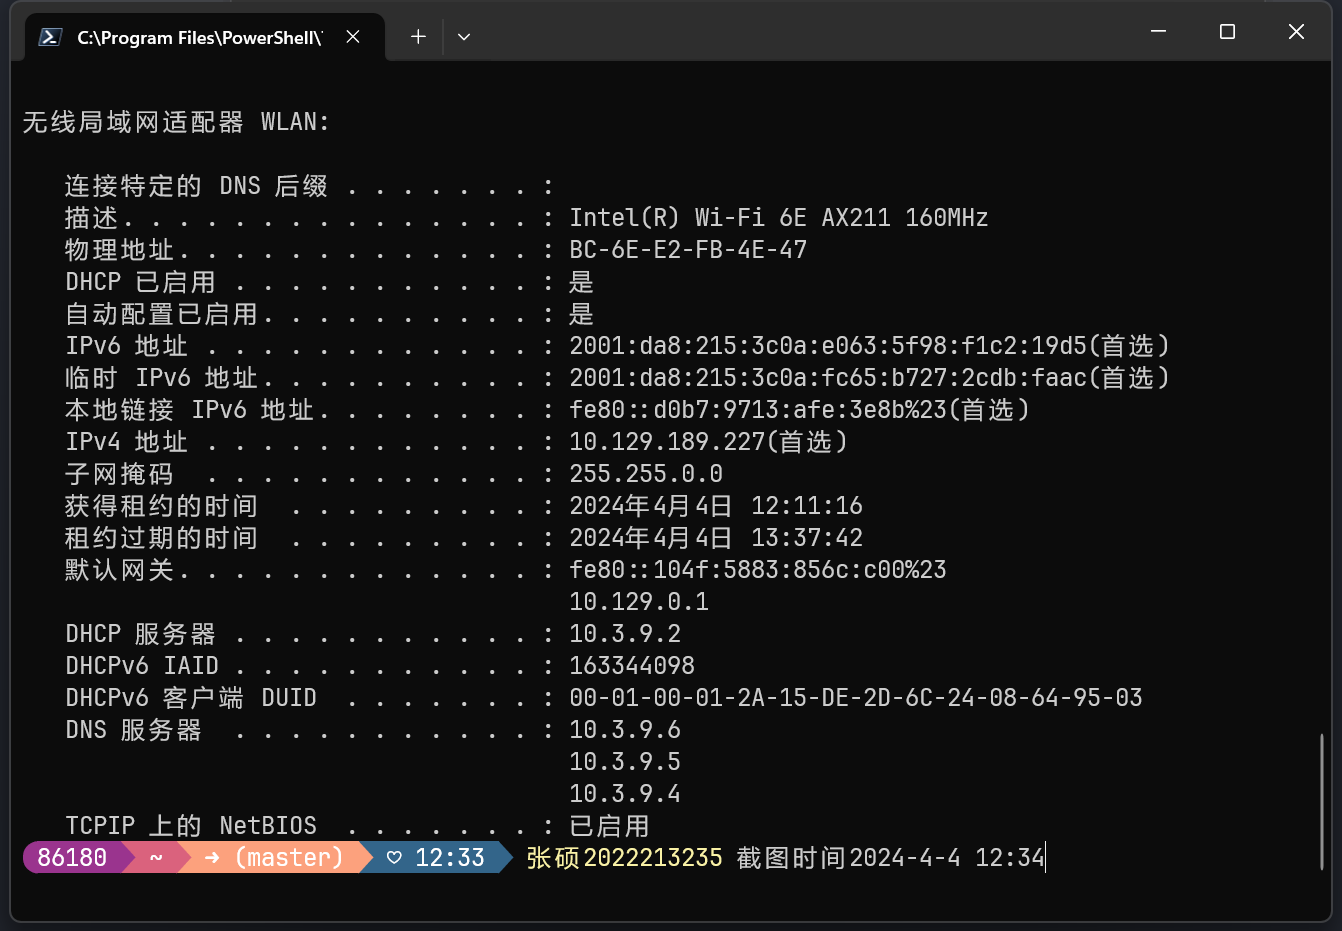 C:\Program Files\PowerShell\
无线局域网适配器 WLAN:
连接特定的 DNS 后缀 . . . . . . . :
描述. . . . . . . . . . . . . . . : Intel(R) Wi-Fi 6E AX211 160MHz
物理地址. . . . . . . . . . . . . : BC-6E-E2-FB-4E-47
DHCP 已启用 . . . . . . . . . . . : 是
自动配置已启用. . . . . . . . . . : 是
IPv6 地址 . . . . . . . . . . . . : 2001:da8:215:3c0a:e063:5f98:f1c2:19d5(首选)
临时 IPv6 地址. . . . . . . . . . : 2001:da8:215:3c0a:fc65:b727:2cdb:faac(首选)
本地链接 IPv6 地址. . . . . . . . : fe80::d0b7:9713:afe:3e8b%23(首选)
IPv4 地址 . . . . . . . . . . . . : 10.129.189.227(首选)
子网掩码  . . . . . . . . . . . . : 255.255.0.0
获得租约的时间  . . . . . . . . . : 2024年4月4日 12:11:16
租约过期的时间  . . . . . . . . . : 2024年4月4日 13:37:42
默认网关. . . . . . . . . . . . . : fe80::104f:5883:856c:c00%23
10.129.0.1
DHCP 服务器 . . . . . . . . . . . : 10.3.9.2
DHCPv6 IAID . . . . . . . . . . . : 163344098
DHCPv6 客户端 DUID  . . . . . . . : 00-01-00-01-2A-15-DE-2D-6C-24-08-64-95-03
DNS 服务器  . . . . . . . . . . . : 10.3.9.6
10.3.9.5
10.3.9.4
TCPIP 上的 NetBIOS  . . . . . . . : 已启用
86180 ~ ➜ (master) ♡ 12:33 张硕2022213235 截图时间2024-4-4 12:34